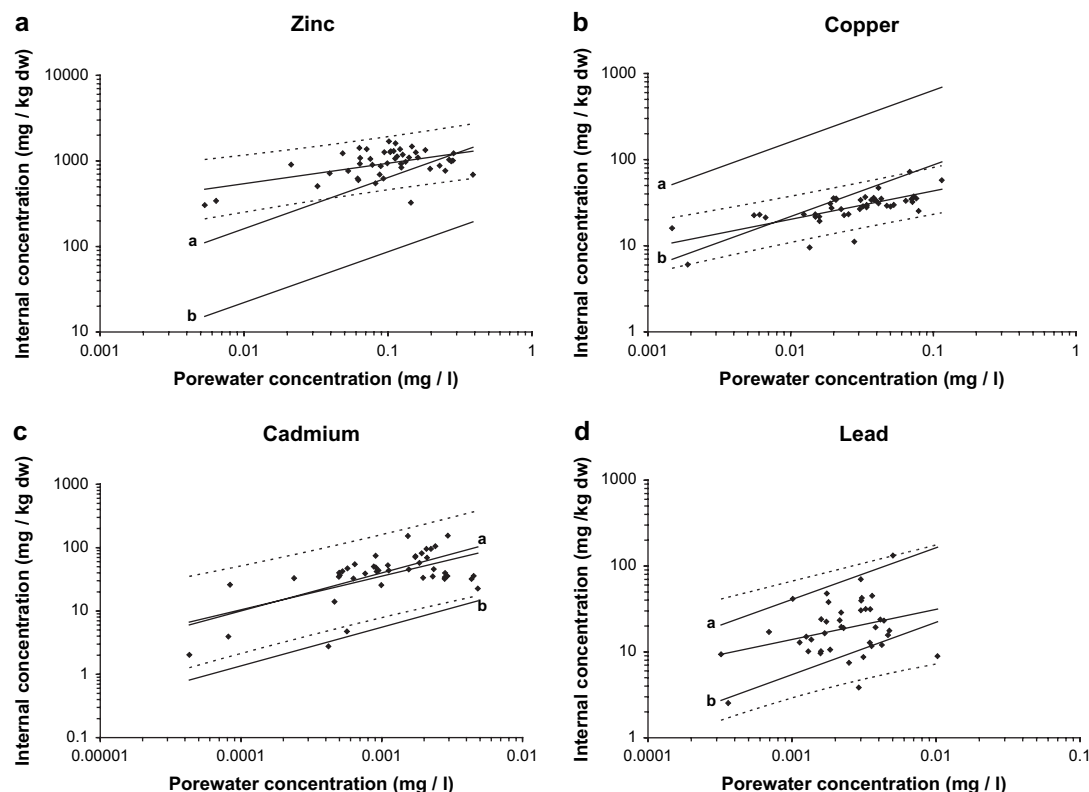 a
Zinc
Internal concentration (mg / kg dw)
10000
1000
100
10
a
b
0.001
0.01
0.1
1
Porewater concentration (mg / l)
b
Copper
Internal concentration (mg / kg dw)
1000
100
10
1
a
b
0.001
0.01
0.1
1
Porewater concentration (mg / l)
c
Cadmium
Internal concentration (mg / kg dw)
1000
100
10
1
0.1
a
b
0.00001
0.0001
0.001
0.01
Porewater concentration (mg / l)
d
Lead
Internal concentration (mg /kg dw)
1000
100
10
1
a
b
0.0001
0.001
0.01
0.1
Porewater concentration (mg / l)